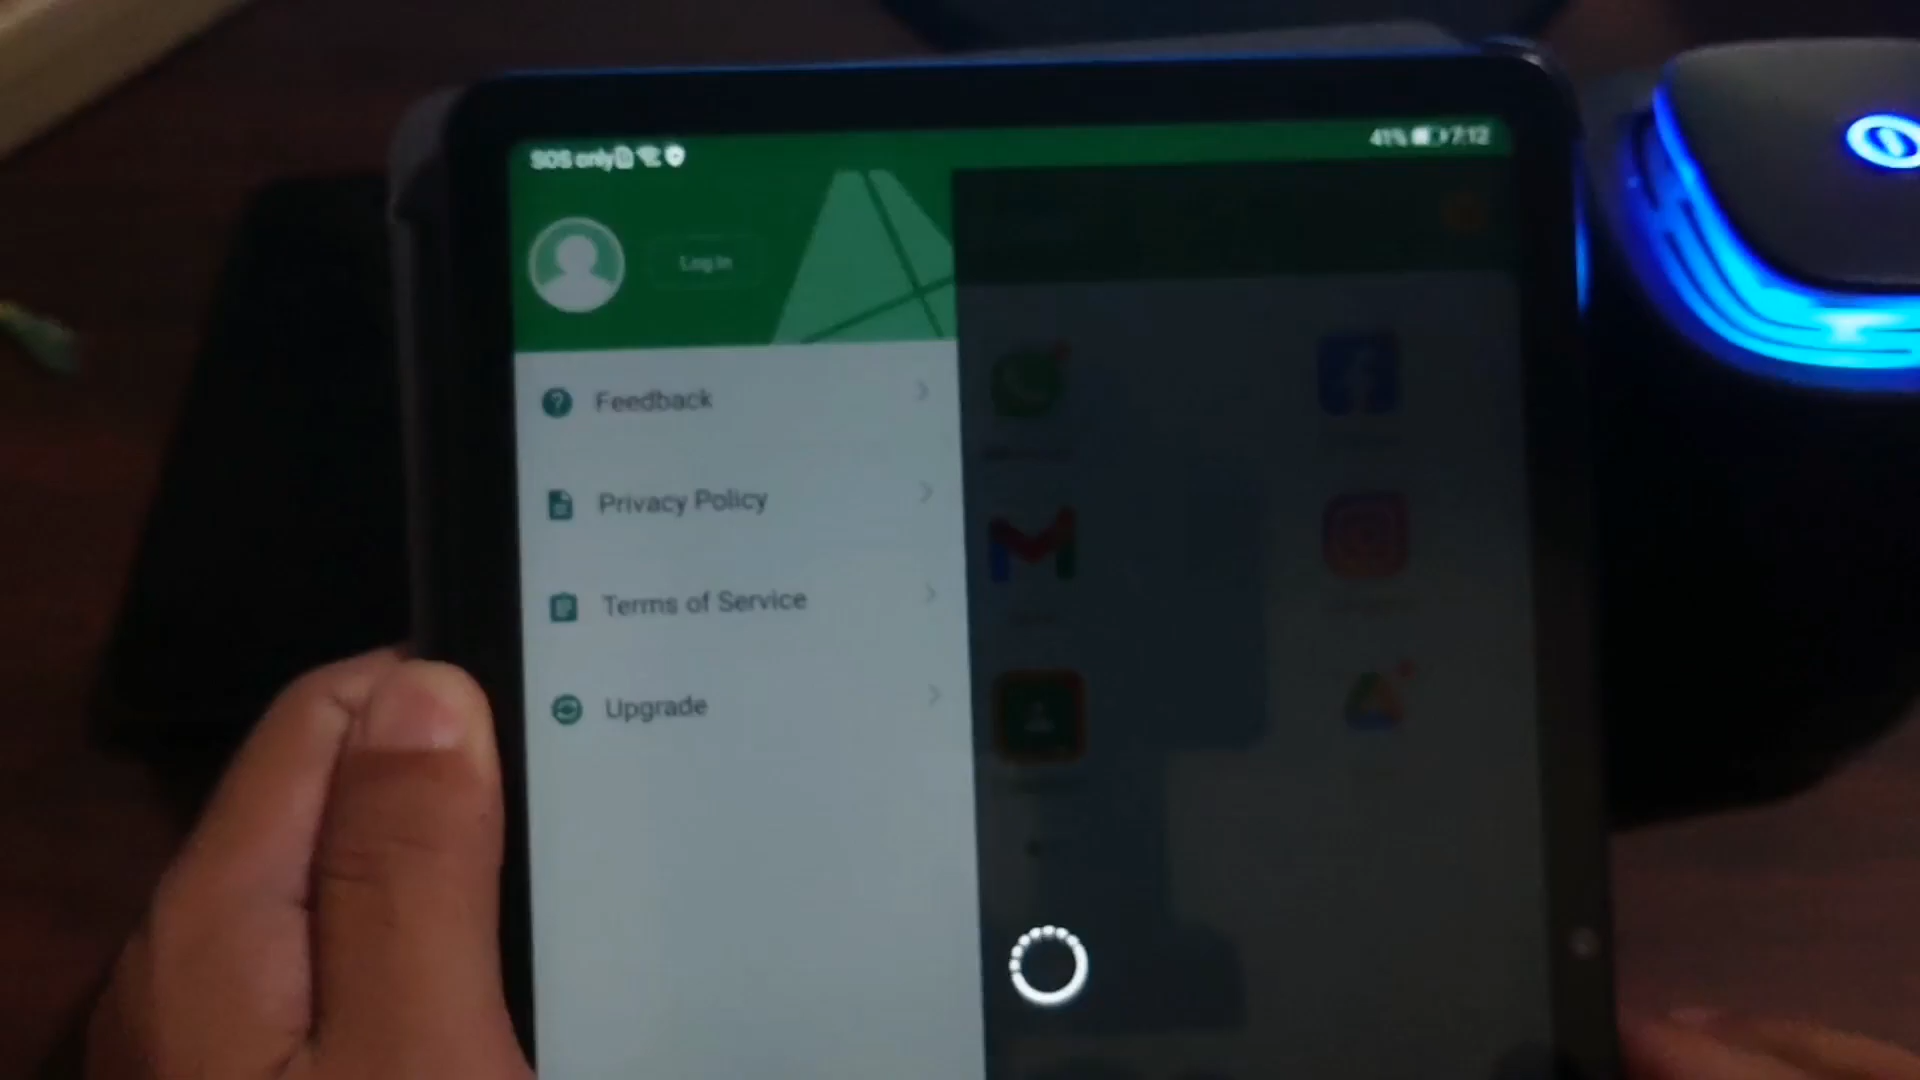 SOS only
41% 7:12
Log In
Feedback
Privacy Policy
Terms of Service
Upgrade